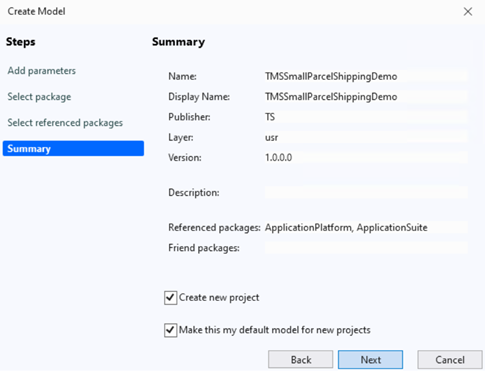 Create Model
Steps
Add parameters
Select package
Select referenced packages
Summary
Summary
Name: TMSSmallParcelShippingDemo
Display Name: TMSSmallParcelShippingDemo
Publisher: TS
Layer: usr
Version: 1.0.0.0
Description:
Referenced packages: ApplicationPlatform, ApplicationSuite
Friend packages:
Create new project
Make this my default model for new projects
Back Next Cancel